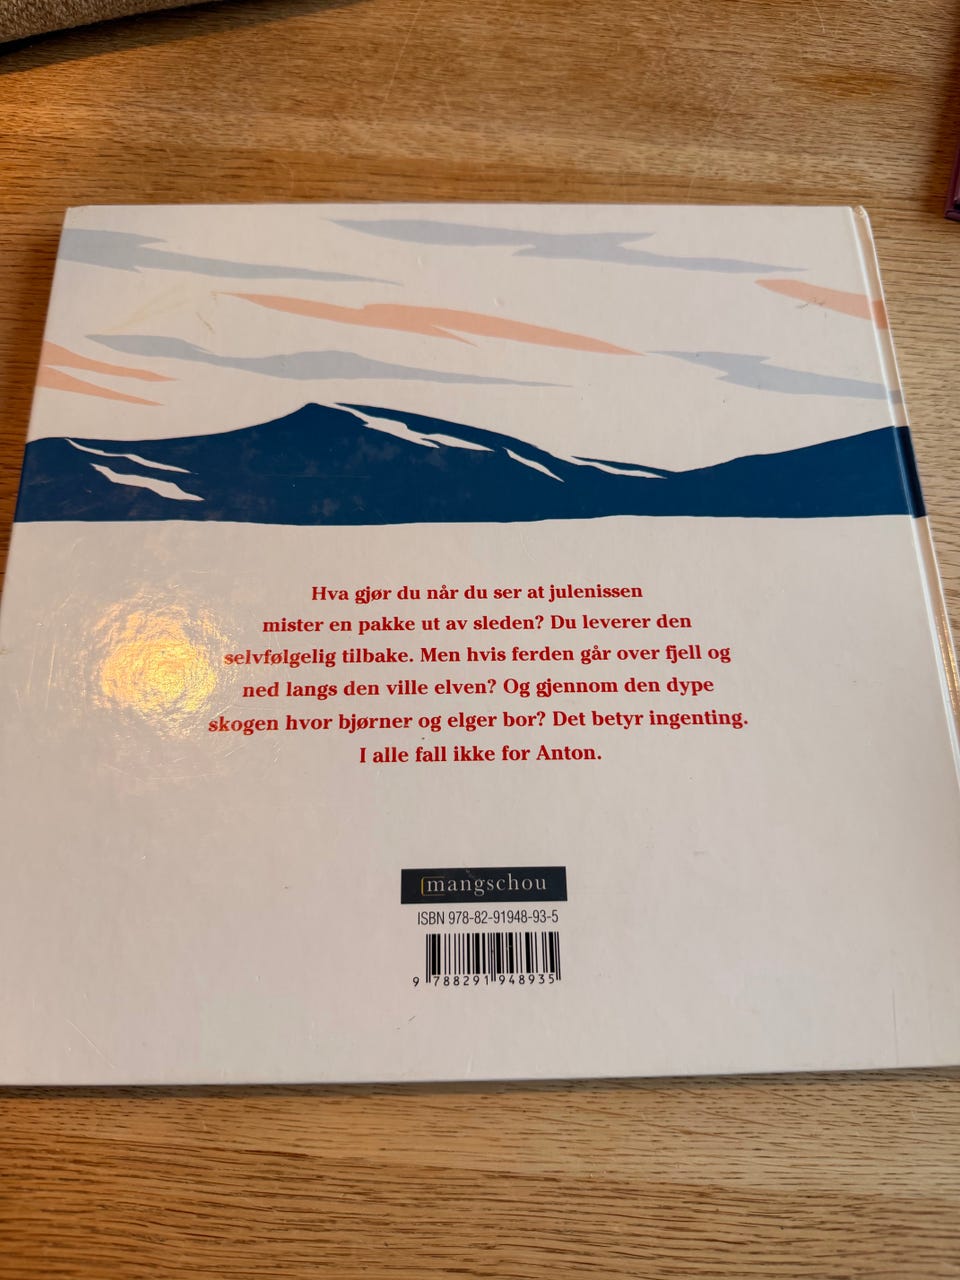 Hva gjør du når du ser at julenissen
mister en pakke ut av sleden? Du leverer den
selvfølgelig tilbake. Men hvis ferden går over fjell og
ned langs den ville elven? Og gjennom den dype
skogen hvor bjørner og elger bor? Det betyr ingenting.
I alle fall ikke for Anton.
mangschou
ISBN 978-82-91948-93-5
9 788291 948935